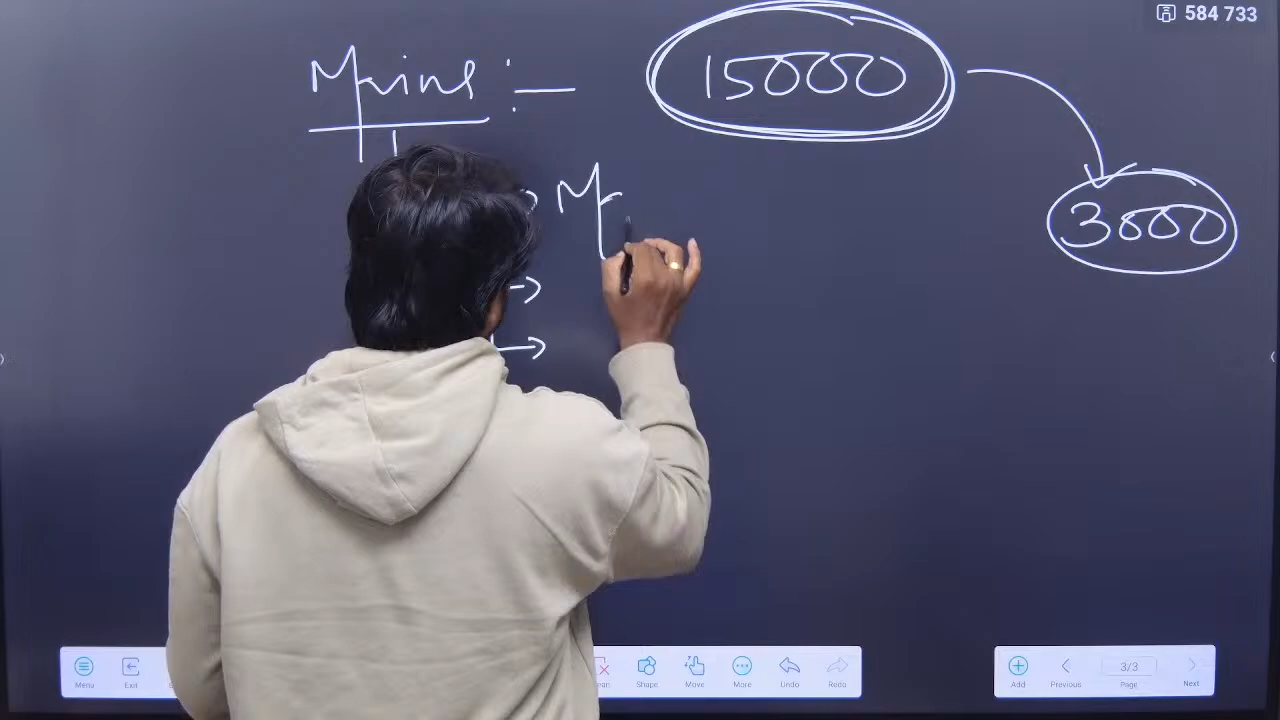 584 733
Mains :- 15000
3000
M
Menu Exit Shape Move More Undo Redo Add Previous 3/3 Page Next